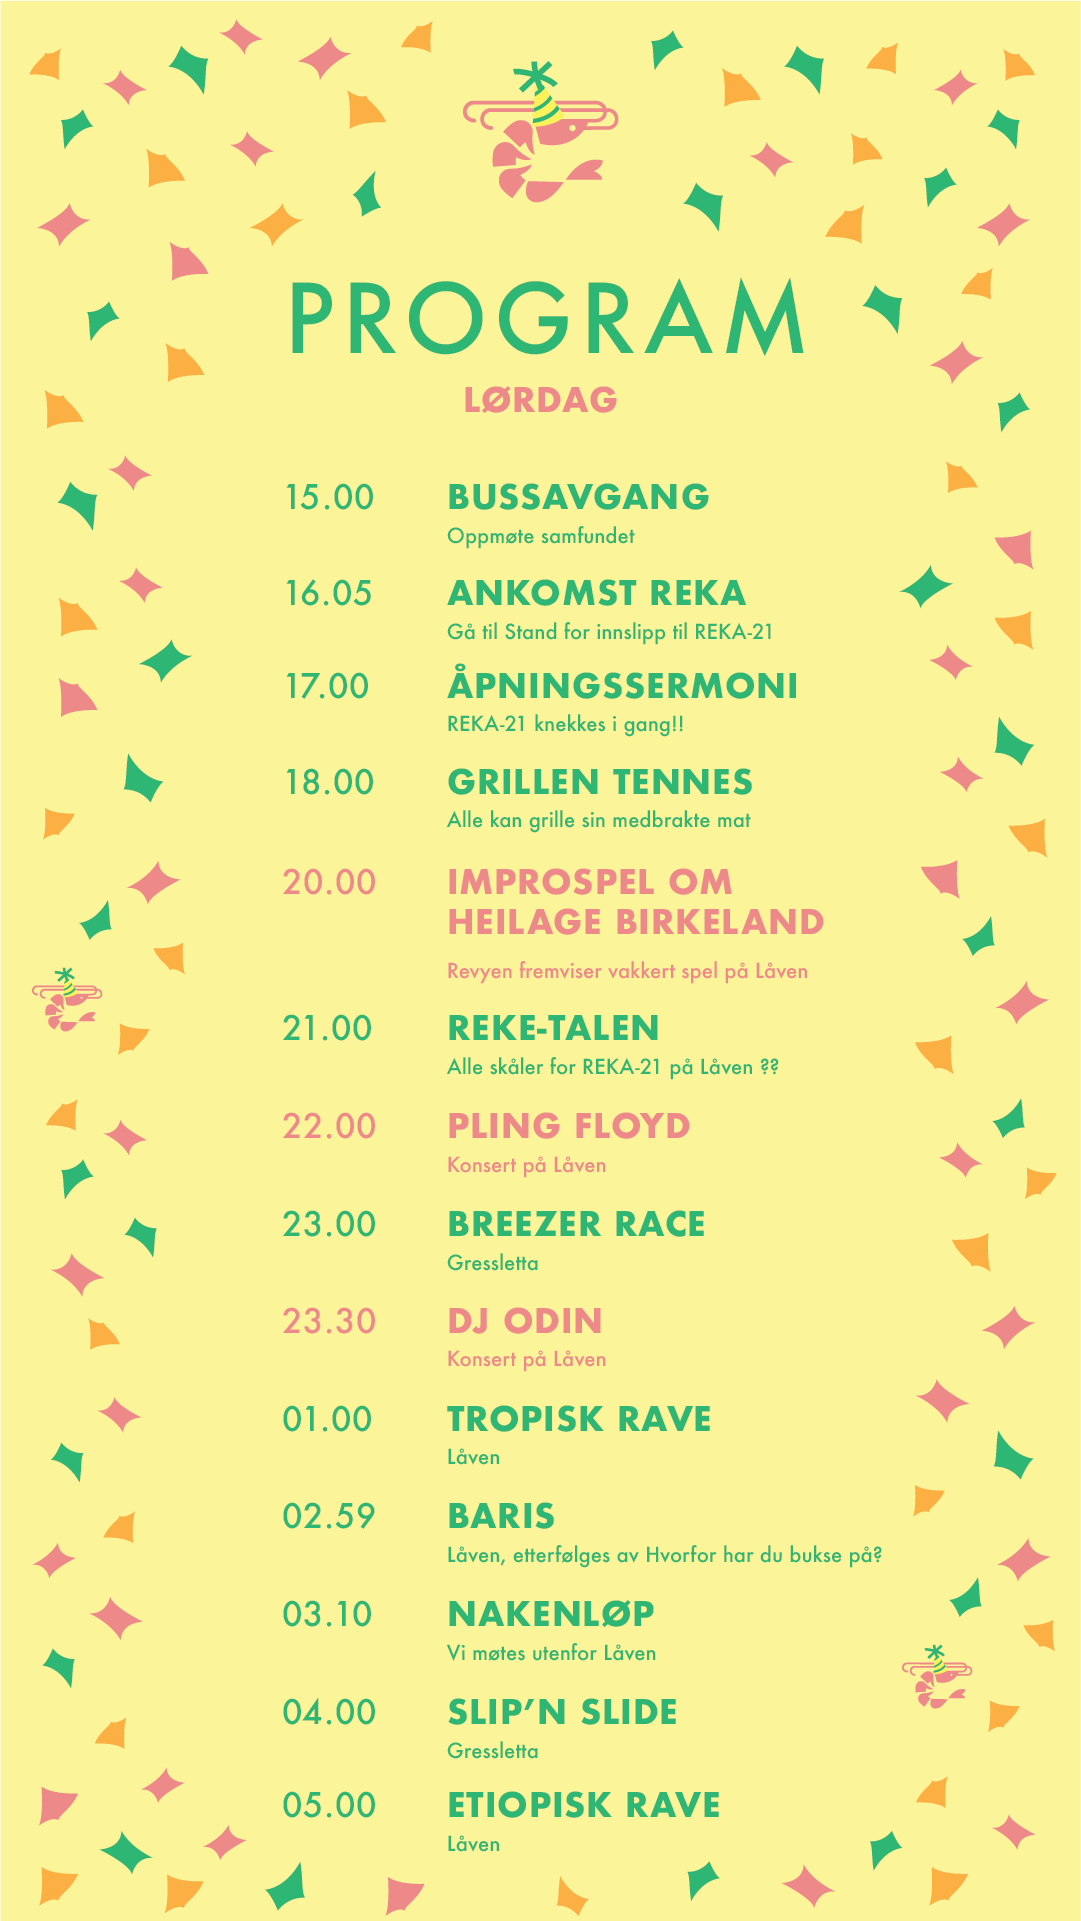 PROGRAM
LØRDAG
15.00 BUSSAVGANG
Oppmøte samfundet
16.05 ANKOMST REKA
Gå til Stand for innslipp til REKA-21
17.00 ÅPNINGSSERMONI
REKA-21 knekkes i gang!!
18.00 GRILLEN TENNES
Alle kan grille sin medbrakte mat
20.00 IMPROSPEL OM
HEILAGE BIRKELAND
Revyen fremviser vakkert spel på Låven
21.00 REKE-TALEN
Alle skåler for REKA-21 på Låven ??
22.00 PLING FLOYD
Konsert på Låven
23.00 BREEZER RACE
Gressletta
23.30 DJ ODIN
Konsert på Låven
01.00 TROPISK RAVE
Låven
02.59 BARIS
Låven, etterfølges av Hvorfor har du bukse på?
03.10 NAKENLØP
Vi møtes utenfor Låven
04.00 SLIP’N SLIDE
Gressletta
05.00 ETIOPISK RAVE
Låven